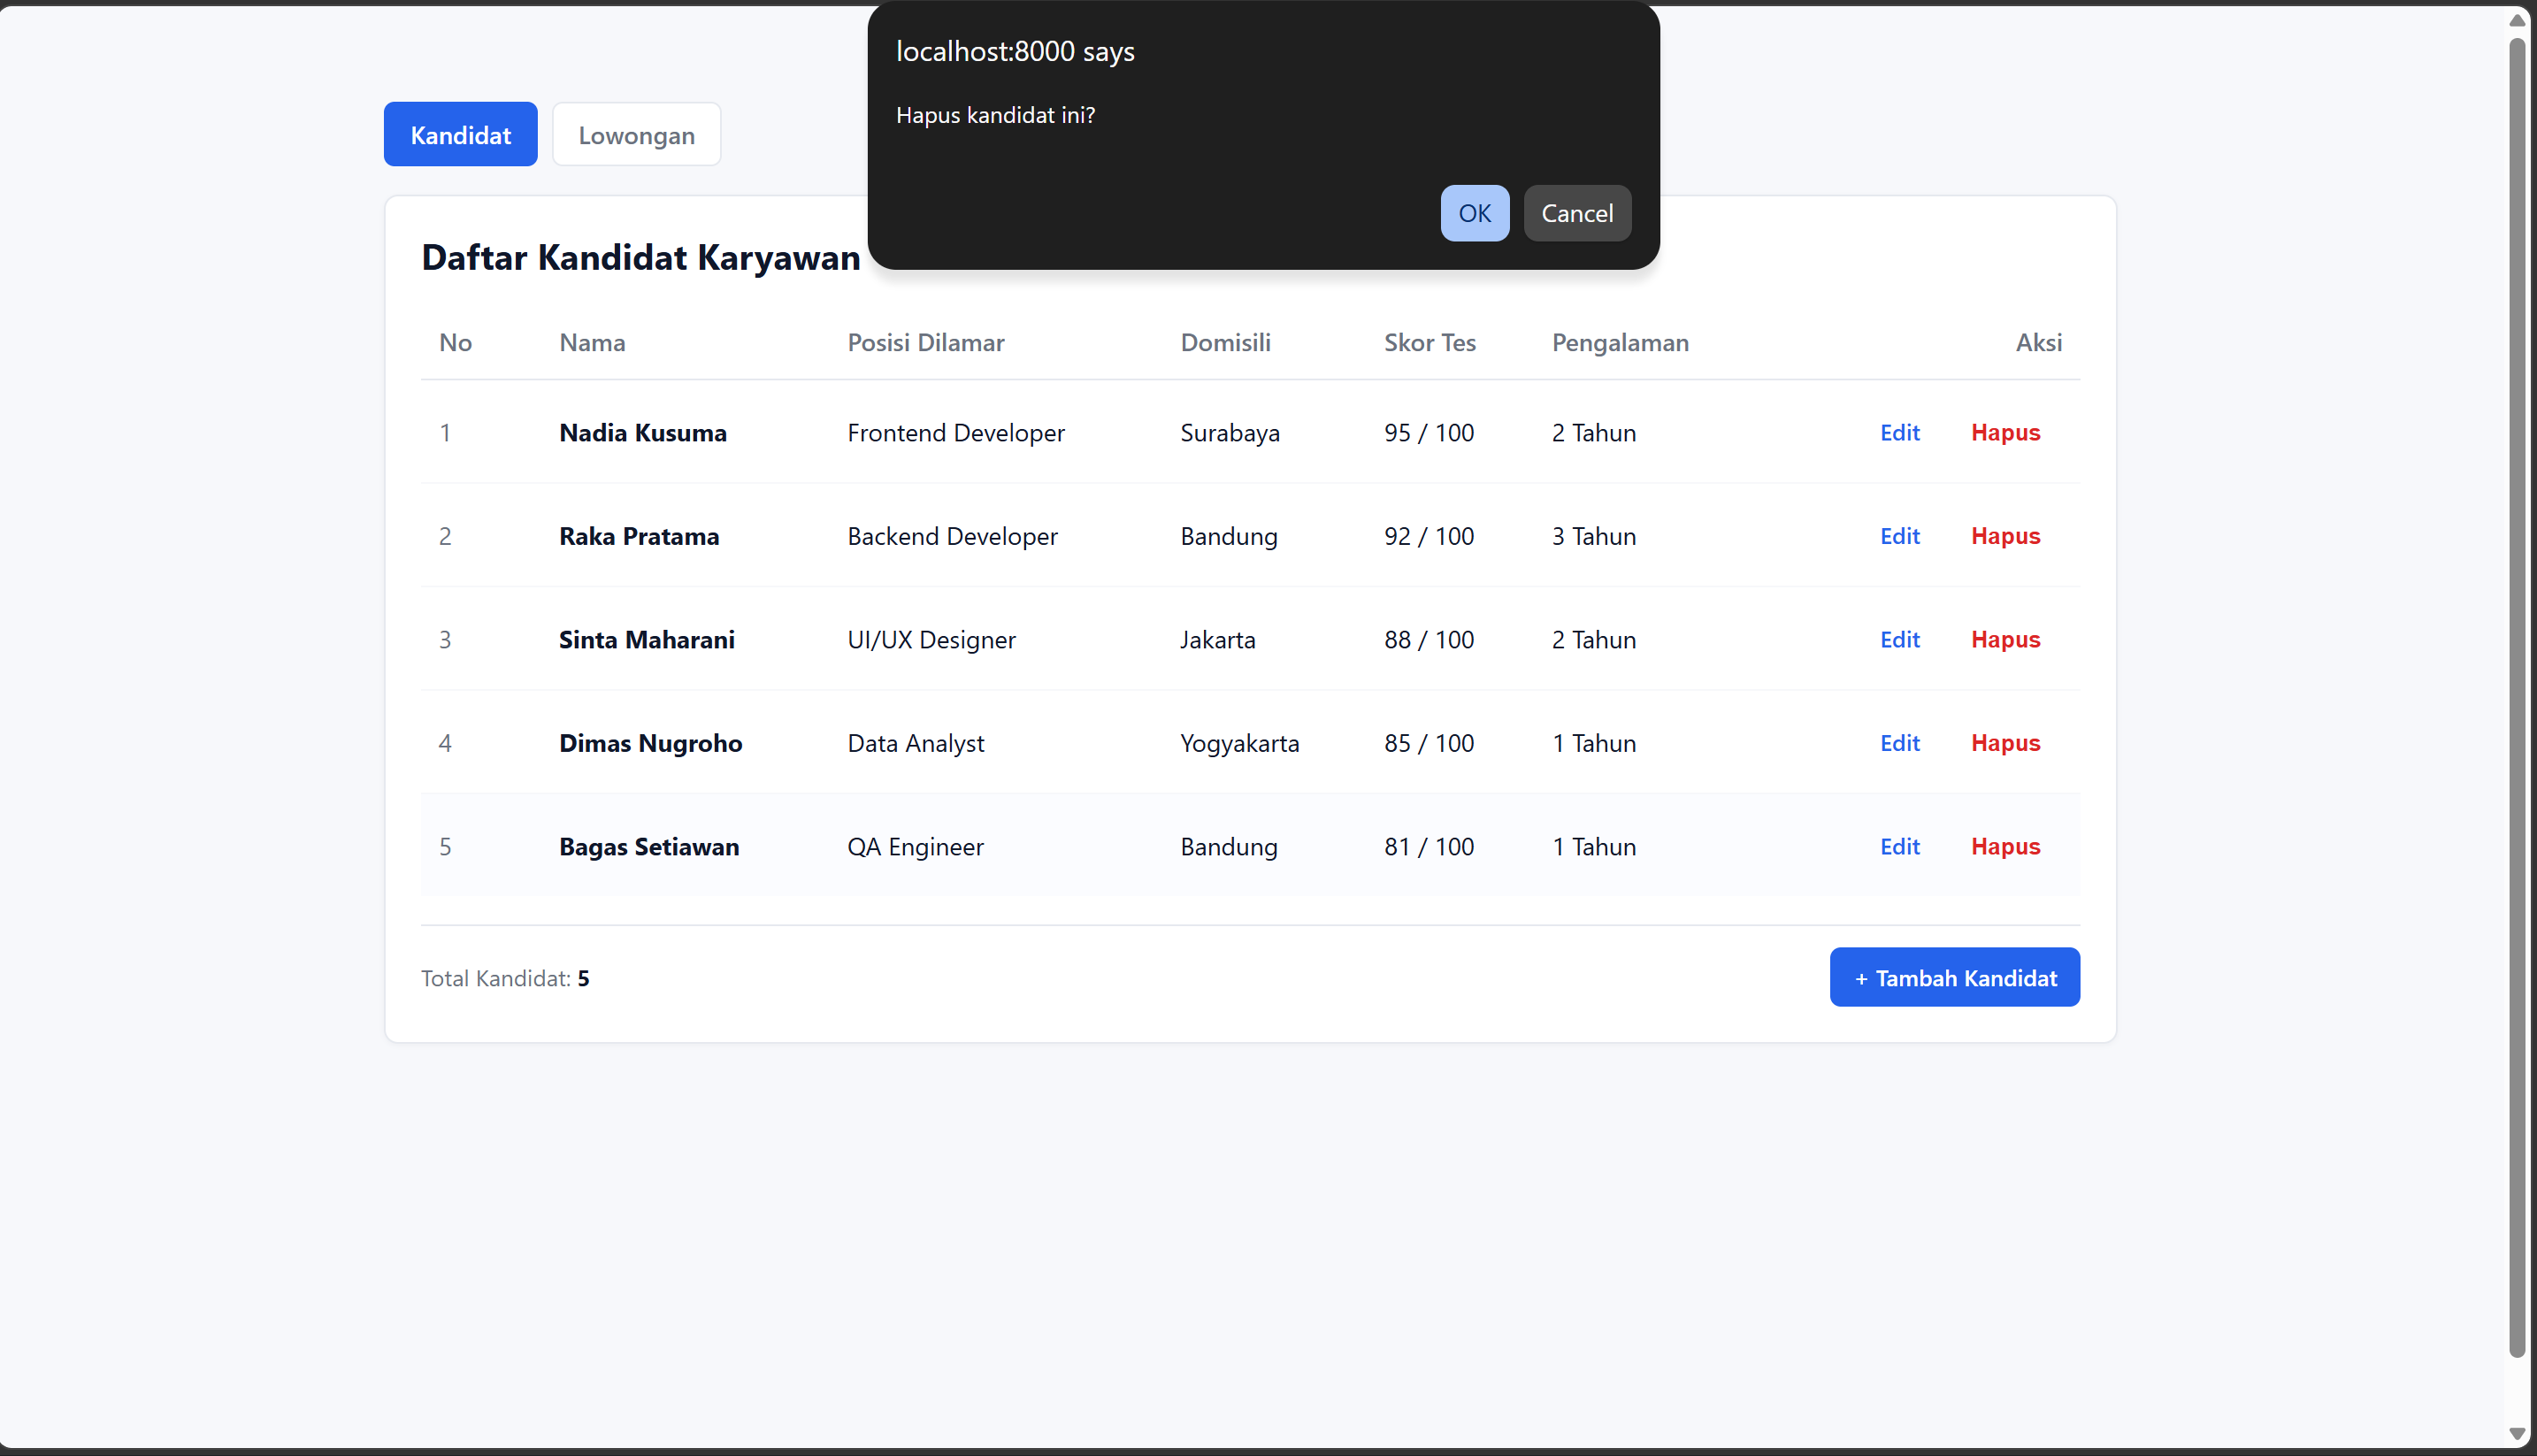 localhost:8000 says
Hapus kandidat ini?
OK Cancel
Kandidat Lowongan
Daftar Kandidat Karyawan
No Nama Posisi Dilamar Domisili Skor Tes Pengalaman Aksi
1 Nadia Kusuma Frontend Developer Surabaya 95 / 100 2 Tahun Edit Hapus
2 Raka Pratama Backend Developer Bandung 92 / 100 3 Tahun Edit Hapus
3 Sinta Maharani UI/UX Designer Jakarta 88 / 100 2 Tahun Edit Hapus
4 Dimas Nugroho Data Analyst Yogyakarta 85 / 100 1 Tahun Edit Hapus
5 Bagas Setiawan QA Engineer Bandung 81 / 100 1 Tahun Edit Hapus
Total Kandidat: 5 + Tambah Kandidat